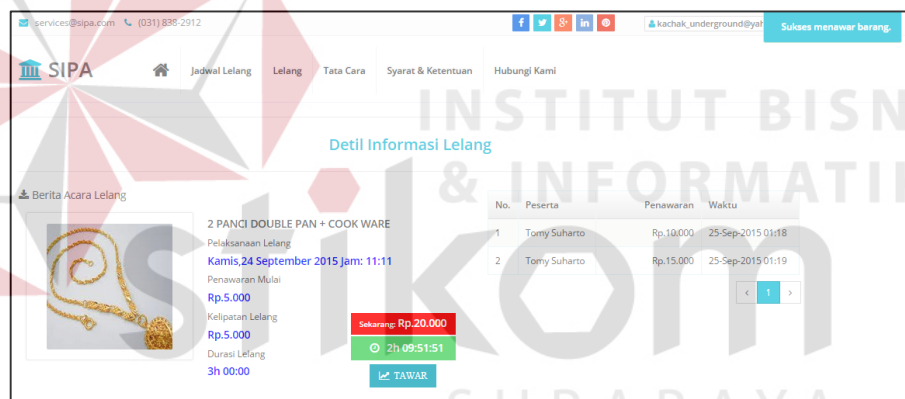 services@sipa.com (031) 838-2912
kachak_underground@yah
Sukses menawar barang.
SIPA
Jadwal Lelang Lelang Tata Cara Syarat & Ketentuan Hubungi Kami
INSTITUT BISN
Detil Informasi Lelang
& INFORMATIK
Berita Acara Lelang
2 PANCI DOUBLE PAN + COOK WARE
Pelaksanaan Lelang
Kamis,24 September 2015 Jam: 11:11
Penawaran Mulai
Rp.5.000
Kelipatan Lelang
Rp.5.000
Durasi Lelang
3h 00:00
Sekarang: Rp.20.000
2h 09:51:51
TAWAR
No. Peserta Penawaran Waktu
1 Tomy Suharto Rp.10.000 25-Sep-2015 01:18
2 Tomy Suharto Rp.15.000 25-Sep-2015 01:19
< 1 >
stikom
SURABAYA